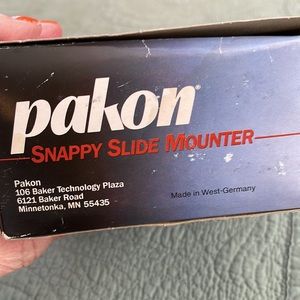 pakon®
SNAPPY SLIDE MOUNTER
Pakon
106 Baker Technology Plaza
6121 Baker Road
Minnetonka, MN 55435
Made in West-Germany